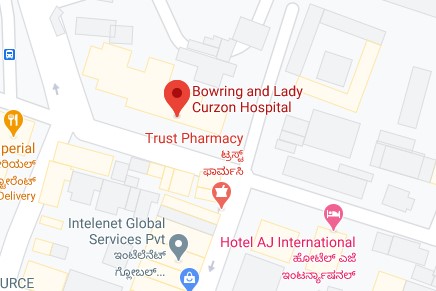 Bowring and Lady
Curzon Hospital
Trust Pharmacy
ಟ್ರಸ್ಟ್
ಫಾರ್ಮಸಿ
perial
ರಿಯಲ್
Delivery
Intelenet Global
Services Pvt
ಇಂಟೆಲೆನೆಟ್
ಗ್ಲೋಬಲ್...
Hotel AJ International
ಹೋಟೆಲ್ ಎಜೆ
ಇಂಟರ್ನ್ಯಾಷನಲ್
URCE